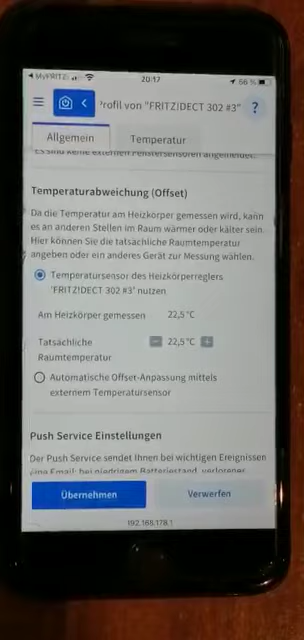 MyFRITZ!
20:17
56 %
Profil von "FRITZ!DECT 302 #3"
?
Allgemein
Temperatur
Es sind keine externen Fenstersensoren angemeldet.
Temperaturabweichung (Offset)
Da die Temperatur am Heizkörper gemessen wird, kann
es an anderen Stellen im Raum wärmer oder kälter sein.
Hier können Sie die tatsächliche Raumtemperatur
angeben oder ein anderes Gerät zur Messung wählen.
Temperatursensor des Heizkörperreglers
'FRITZ!DECT 302 #3' nutzen
Am Heizkörper gemessen 22,5 °C
Tatsächliche
Raumtemperatur
− 22,5 °C +
Automatische Offset-Anpassung mittels
externem Temperatursensor
Push Service Einstellungen
Der Push Service sendet Ihnen bei wichtigen Ereignissen
eine Email: bei niedrigem Batteriestand, verlorener
Übernehmen
Verwerfen
192.168.178.1